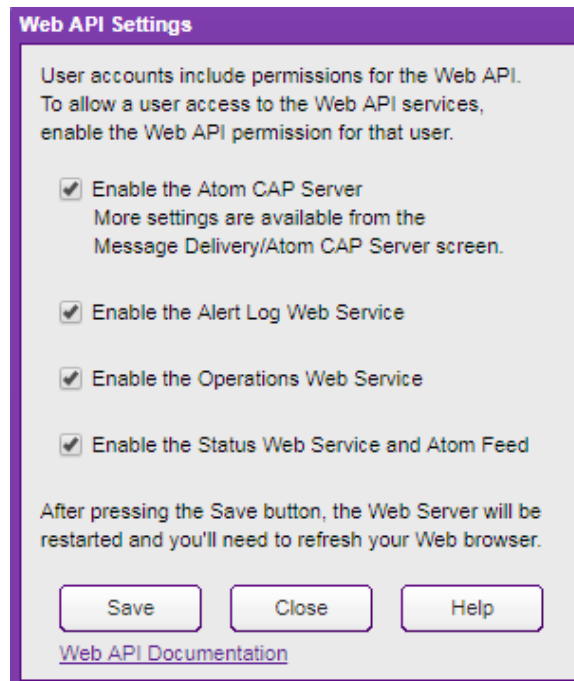 Web API Settings
User accounts include permissions for the Web API.
To allow a user access to the Web API services,
enable the Web API permission for that user.
Enable the Atom CAP Server
More settings are available from the
Message Delivery/Atom CAP Server screen.
Enable the Alert Log Web Service
Enable the Operations Web Service
Enable the Status Web Service and Atom Feed
After pressing the Save button, the Web Server will be
restarted and you'll need to refresh your Web browser.
Save Close Help
Web API Documentation